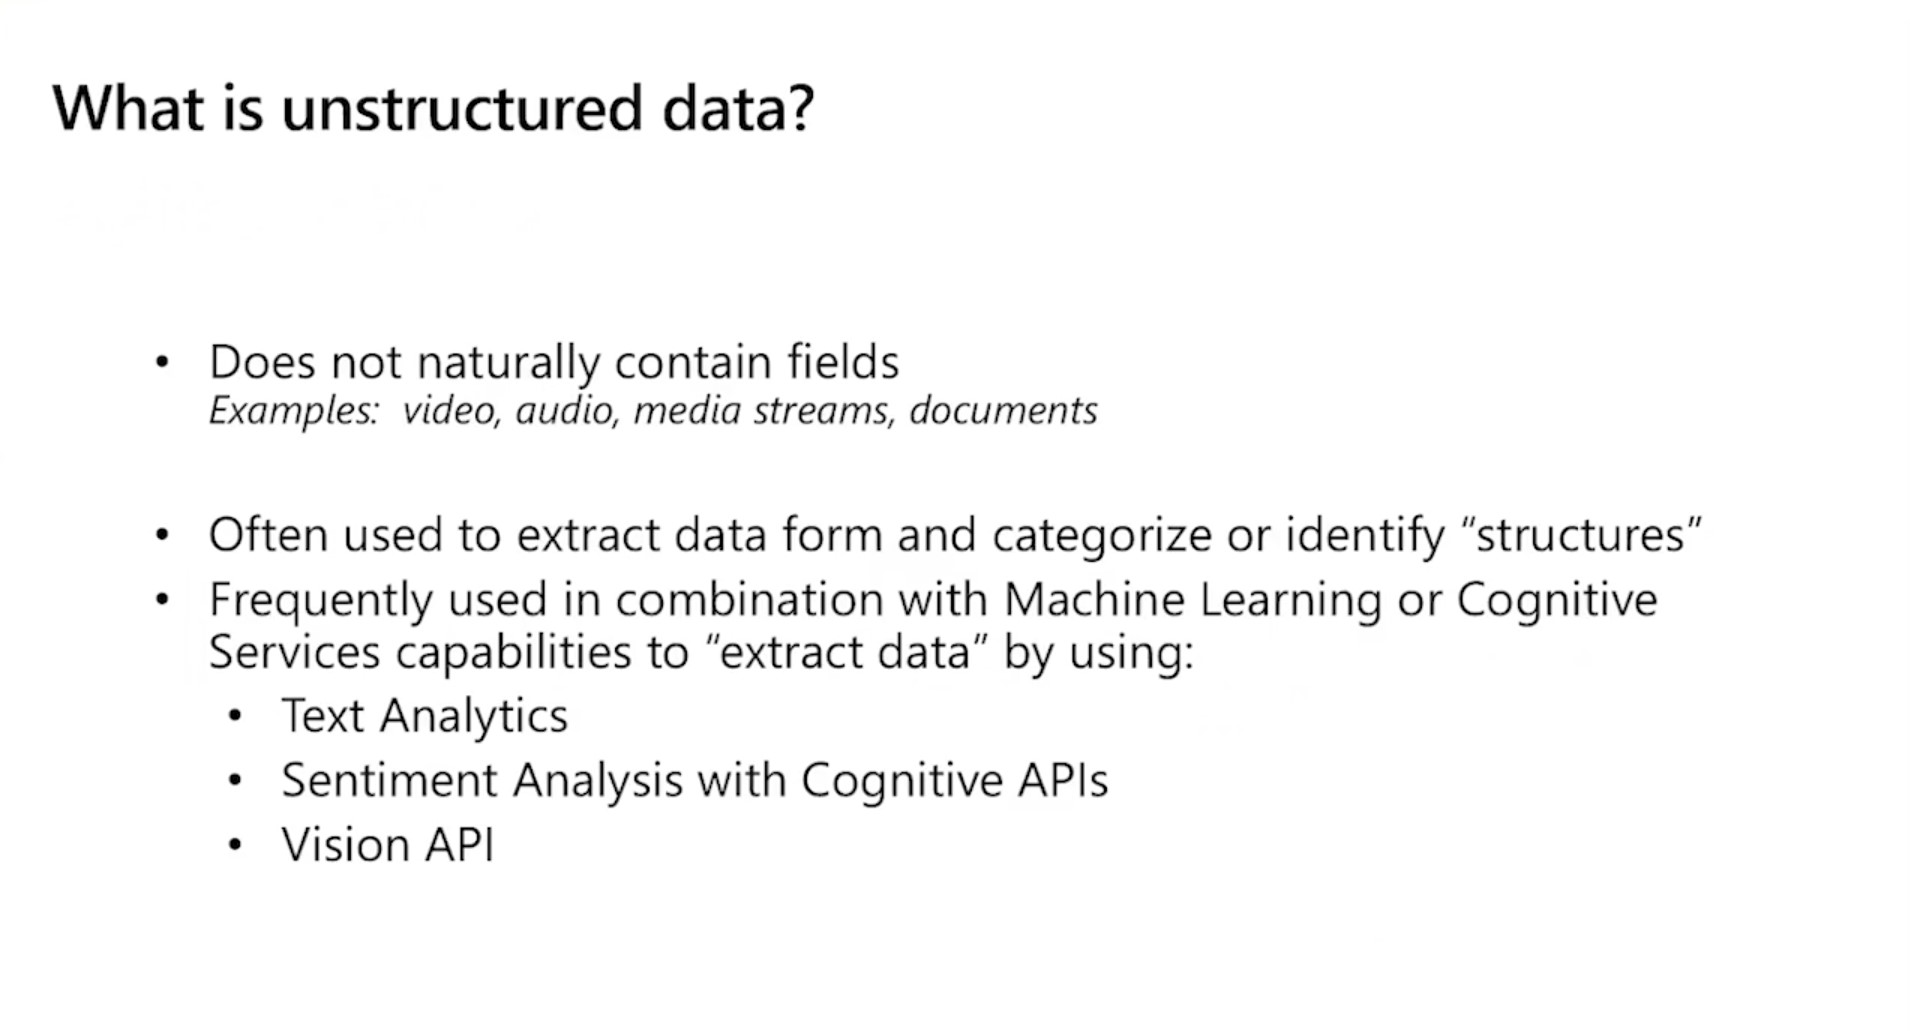 What is unstructured data?
• Does not naturally contain fields
Examples: video, audio, media streams, documents
• Often used to extract data form and categorize or identify “structures”
• Frequently used in combination with Machine Learning or Cognitive
Services capabilities to “extract data” by using:
• Text Analytics
• Sentiment Analysis with Cognitive APIs
• Vision API